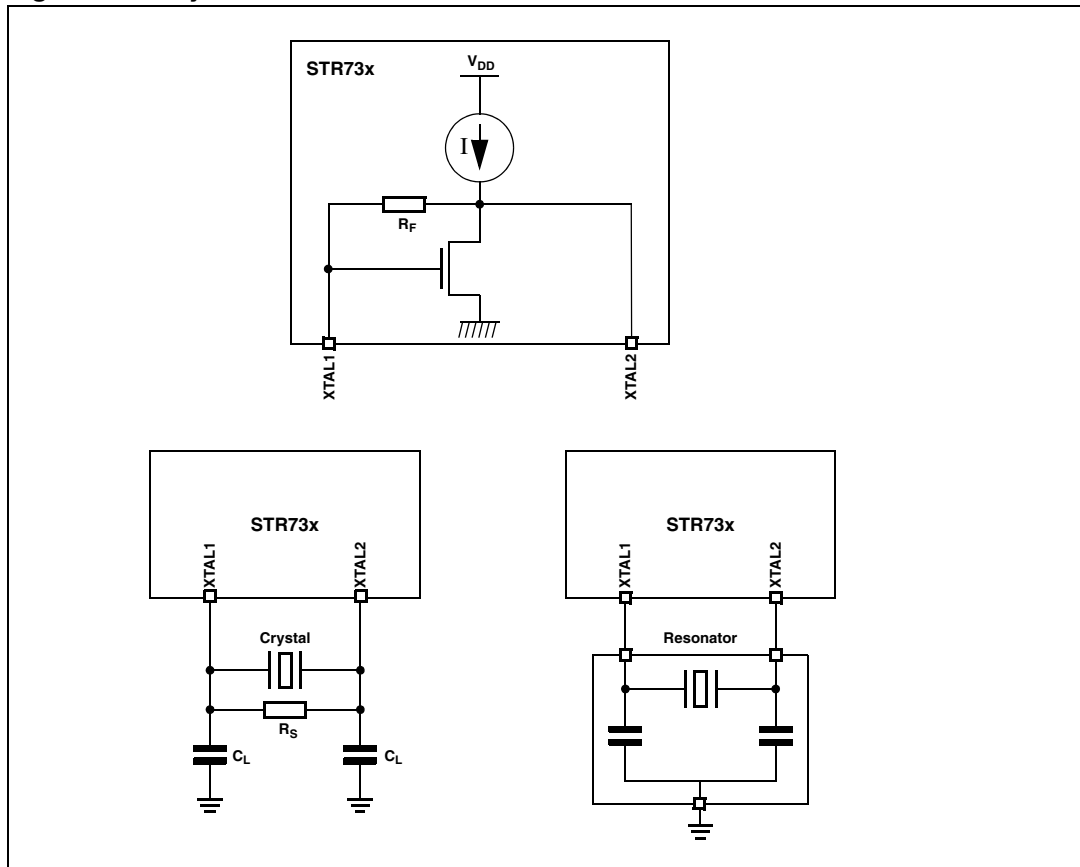 STR73x
VDD
I
RF
XTAL1
XTAL2
STR73x
XTAL1
XTAL2
Crystal
RS
CL
CL
STR73x
XTAL1
XTAL2
Resonator